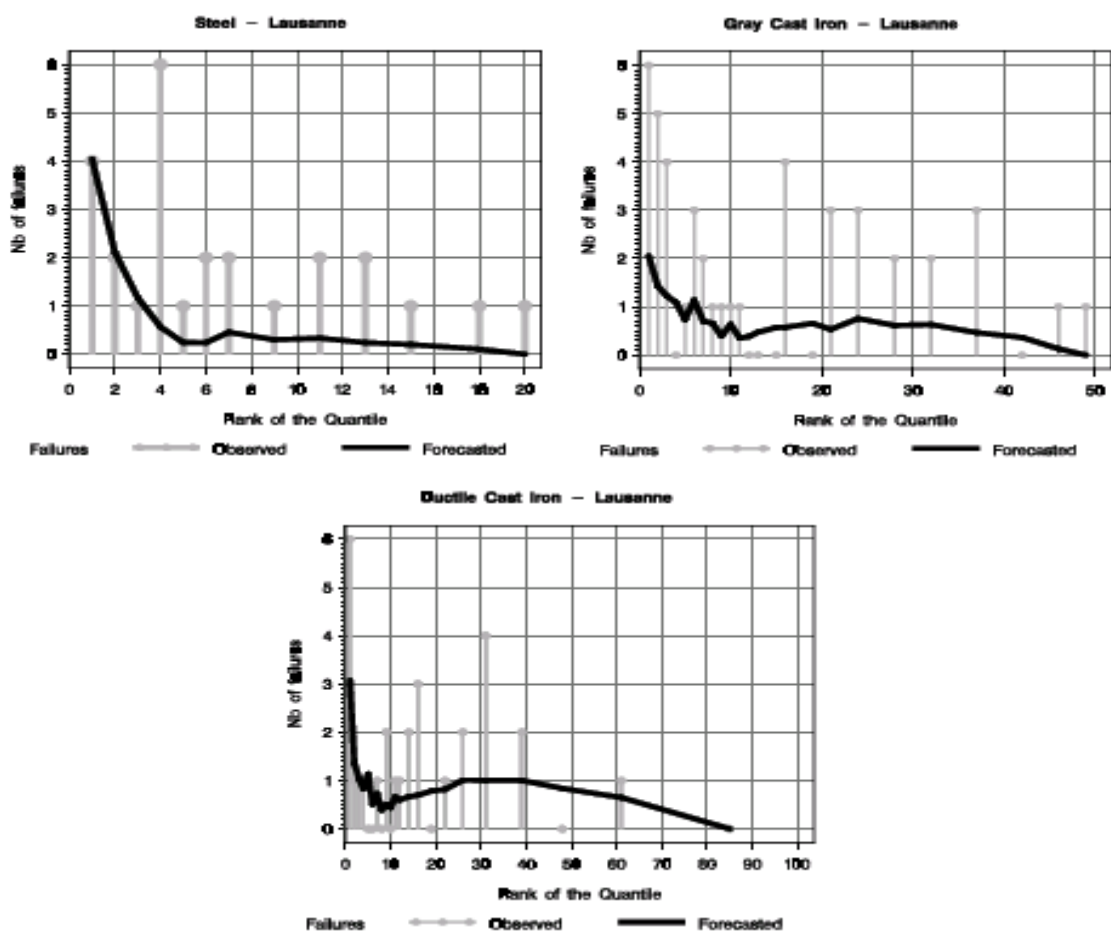 Steel – Lausanne
Nb of failures
6
5
4
3
2
1
0
0 2 4 6 8 10 12 14 16 18 20
Rank of the Quantile
Failures Observed Forecasted
Gray Cast Iron – Lausanne
Nb of failures
6
5
4
3
2
1
0
0 10 20 30 40 50
Rank of the Quantile
Failures Observed Forecasted
Ductile Cast Iron – Lausanne
Nb of failures
6
5
4
3
2
1
0
0 10 20 30 40 50 60 70 80 90 100
Rank of the Quantile
Failures Observed Forecasted